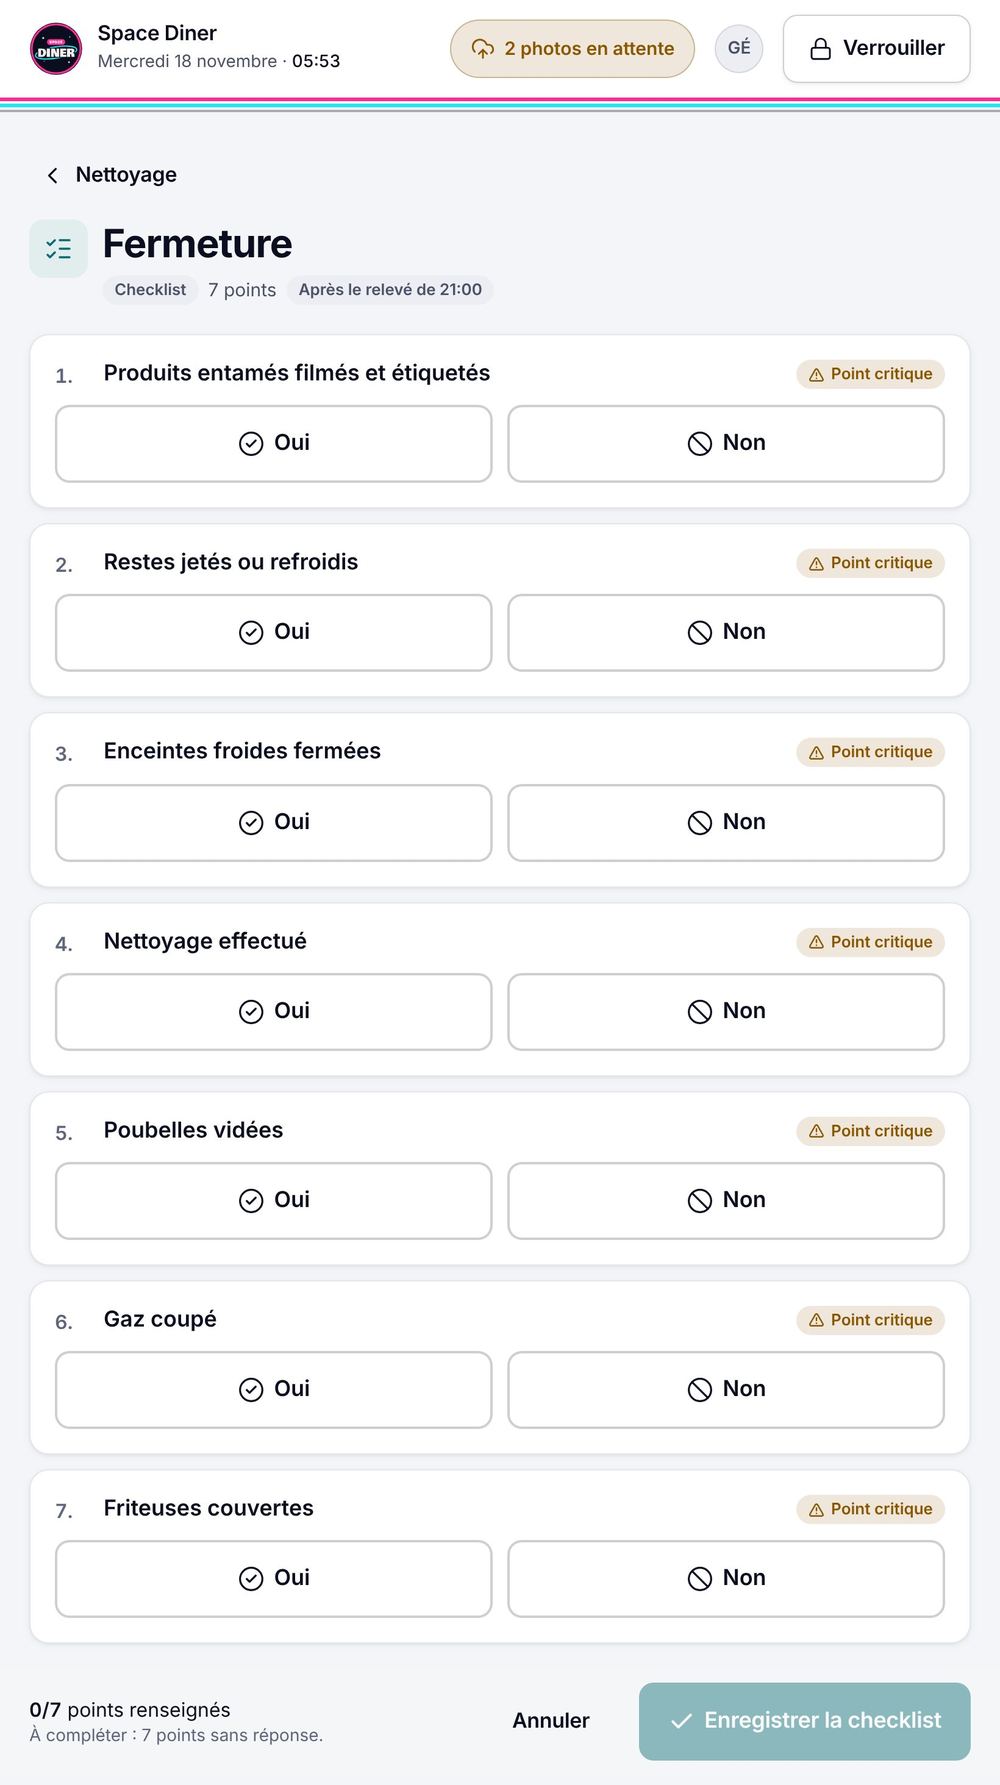 SPACE
DINER
Space Diner
Mercredi 18 novembre · 05:53
2 photos en attente
GÉ
Verrouiller
Nettoyage
Fermeture
Checklist 7 points Après le relevé de 21:00
1. Produits entamés filmés et étiquetés Point critique
Oui Non
2. Restes jetés ou refroidis Point critique
Oui Non
3. Enceintes froides fermées Point critique
Oui Non
4. Nettoyage effectué Point critique
Oui Non
5. Poubelles vidées Point critique
Oui Non
6. Gaz coupé Point critique
Oui Non
7. Friteuses couvertes Point critique
Oui Non
0/7 points renseignés
À compléter : 7 points sans réponse.
Annuler
Enregistrer la checklist